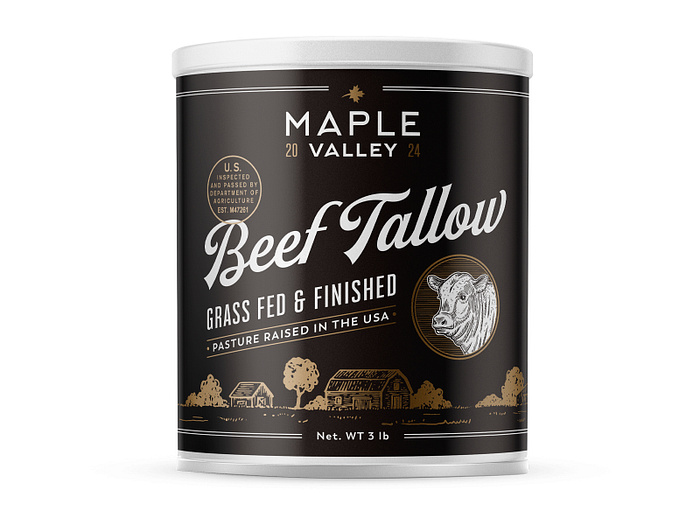 MAPLE
20 VALLEY 24
U.S.
INSPECTED
AND PASSED BY
DEPARTMENT OF
AGRICULTURE
EST. M47201
Beef Tallow
GRASS FED & FINISHED
PASTURE RAISED IN THE USA
Net. WT 3 lb